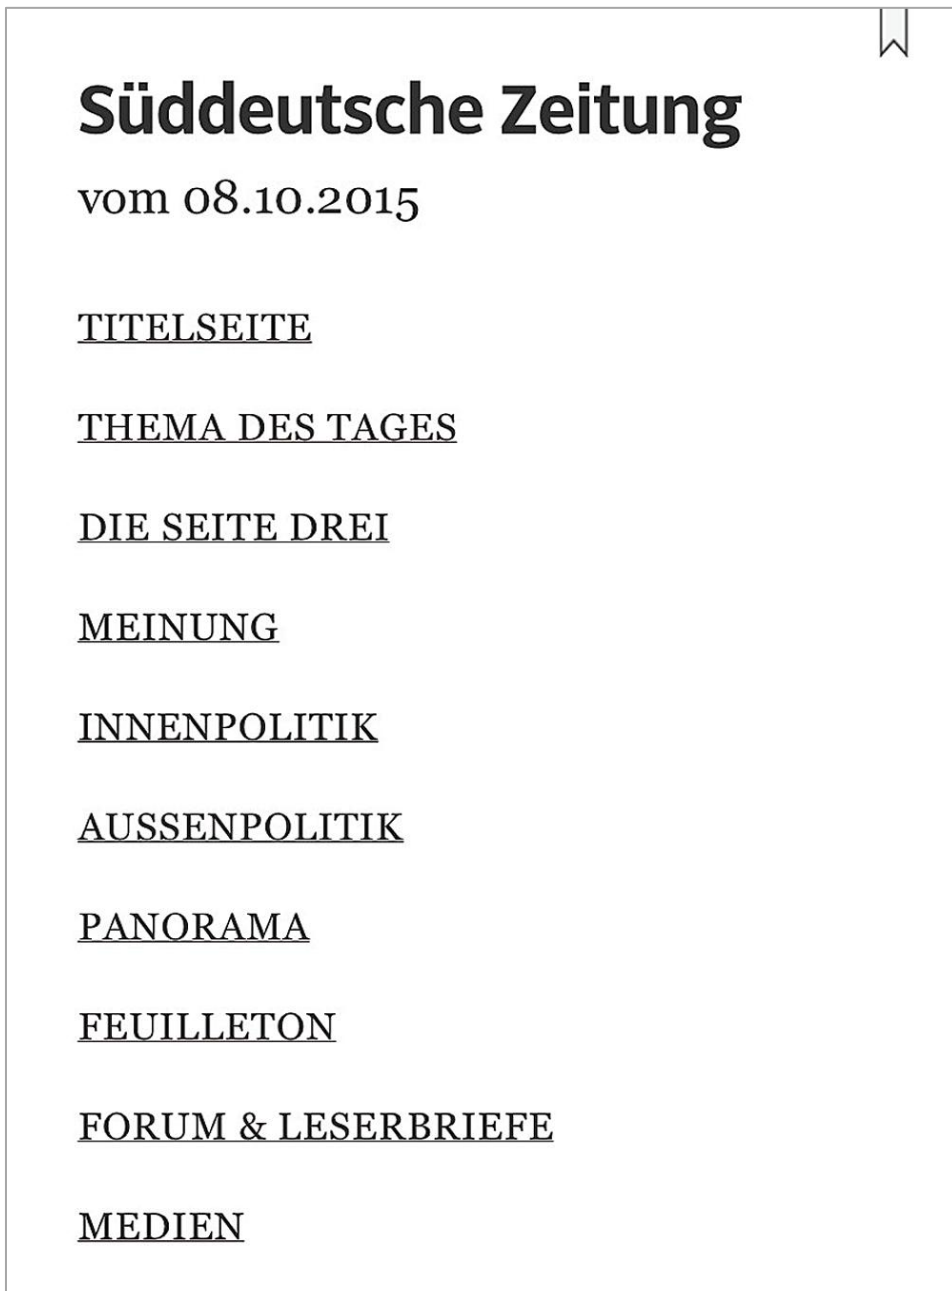 Süddeutsche Zeitung
vom 08.10.2015
TITELSEITE
THEMA DES TAGES
DIE SEITE DREI
MEINUNG
INNENPOLITIK
AUSSENPOLITIK
PANORAMA
FEUILLETON
FORUM & LESERBRIEFE
MEDIEN